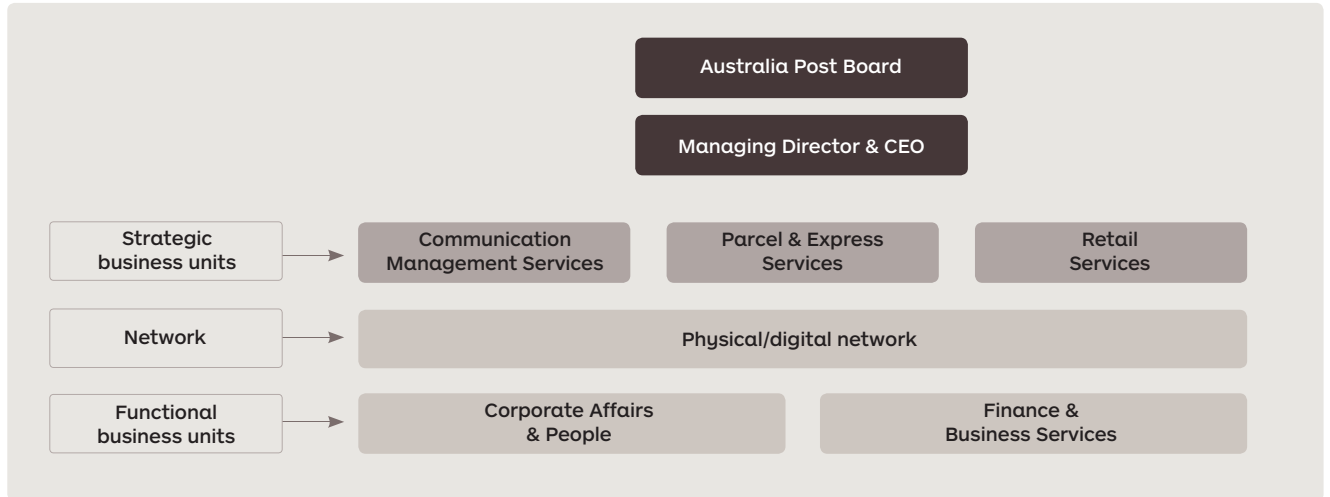 Australia Post Board
Managing Director & CEO
Strategic
business units
Communication
Management Services
Parcel & Express
Services
Retail
Services
Network
Physical/digital network
Functional
business units
Corporate Affairs
& People
Finance &
Business Services